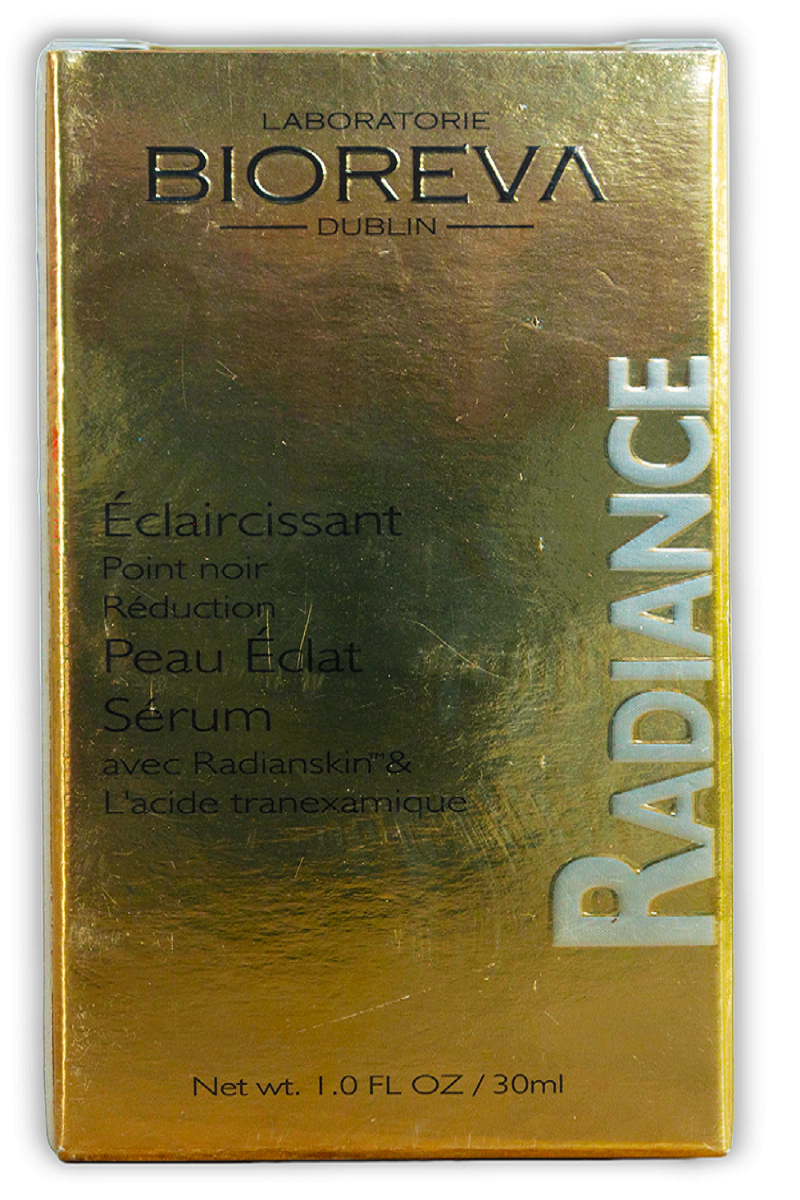 LABORATORIE
BIOREVA
DUBLIN
Éclaircissant
Point noir
Réduction
Peau Éclat
Sérum
avec Radianskin™&
L'acide tranexamique
RADIANCE
Net wt. 1.0 FL OZ / 30ml